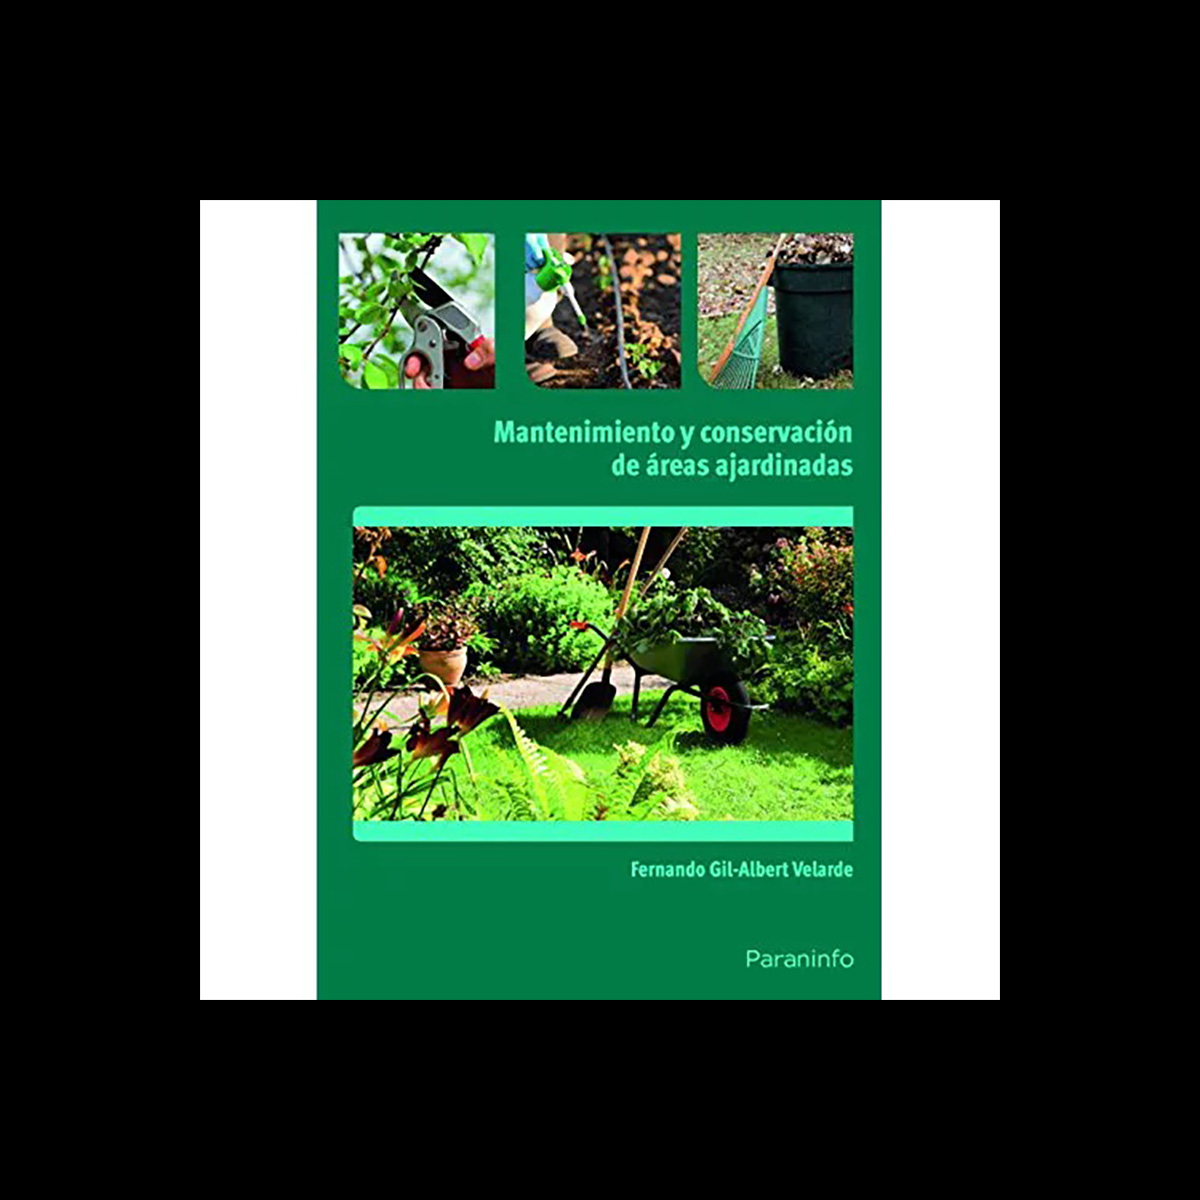 Mantenimiento y conservación
de áreas ajardinadas
Fernando Gil-Albert Velarde
Paraninfo